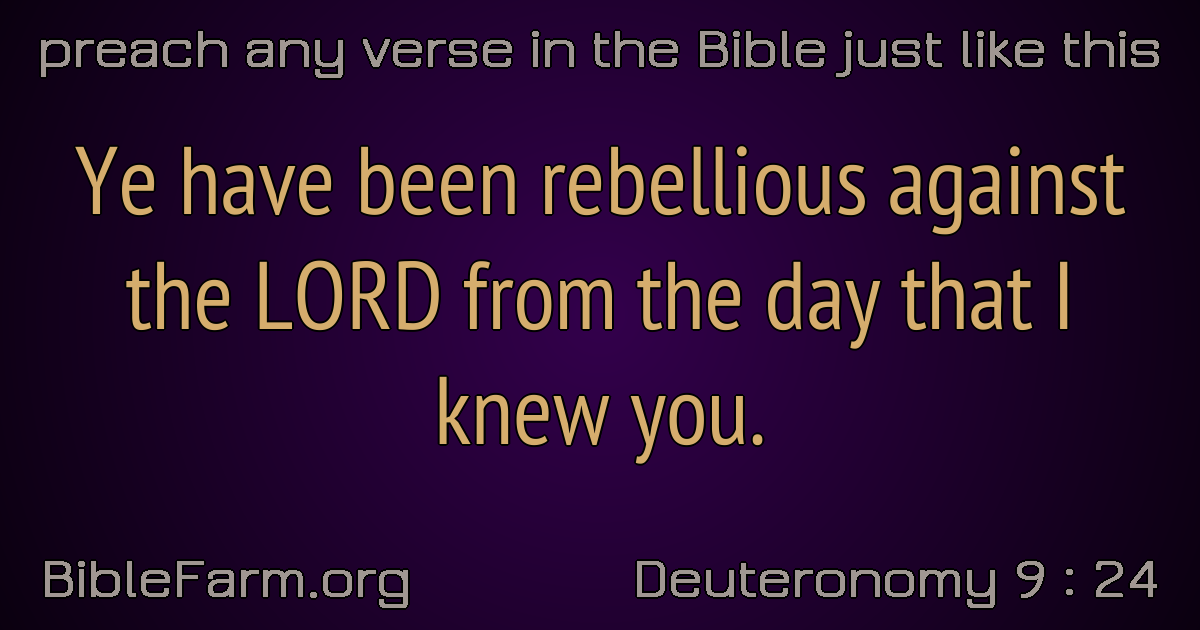 preach any verse in the Bible just like this
Ye have been rebellious against
the LORD from the day that I
knew you.
BibleFarm.org
Deuteronomy 9 : 24